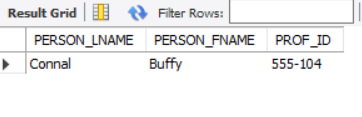 Result Grid Filter Rows:
PERSON_LNAME PERSON_FNAME PROF_ID
Connal Buffy 555-104